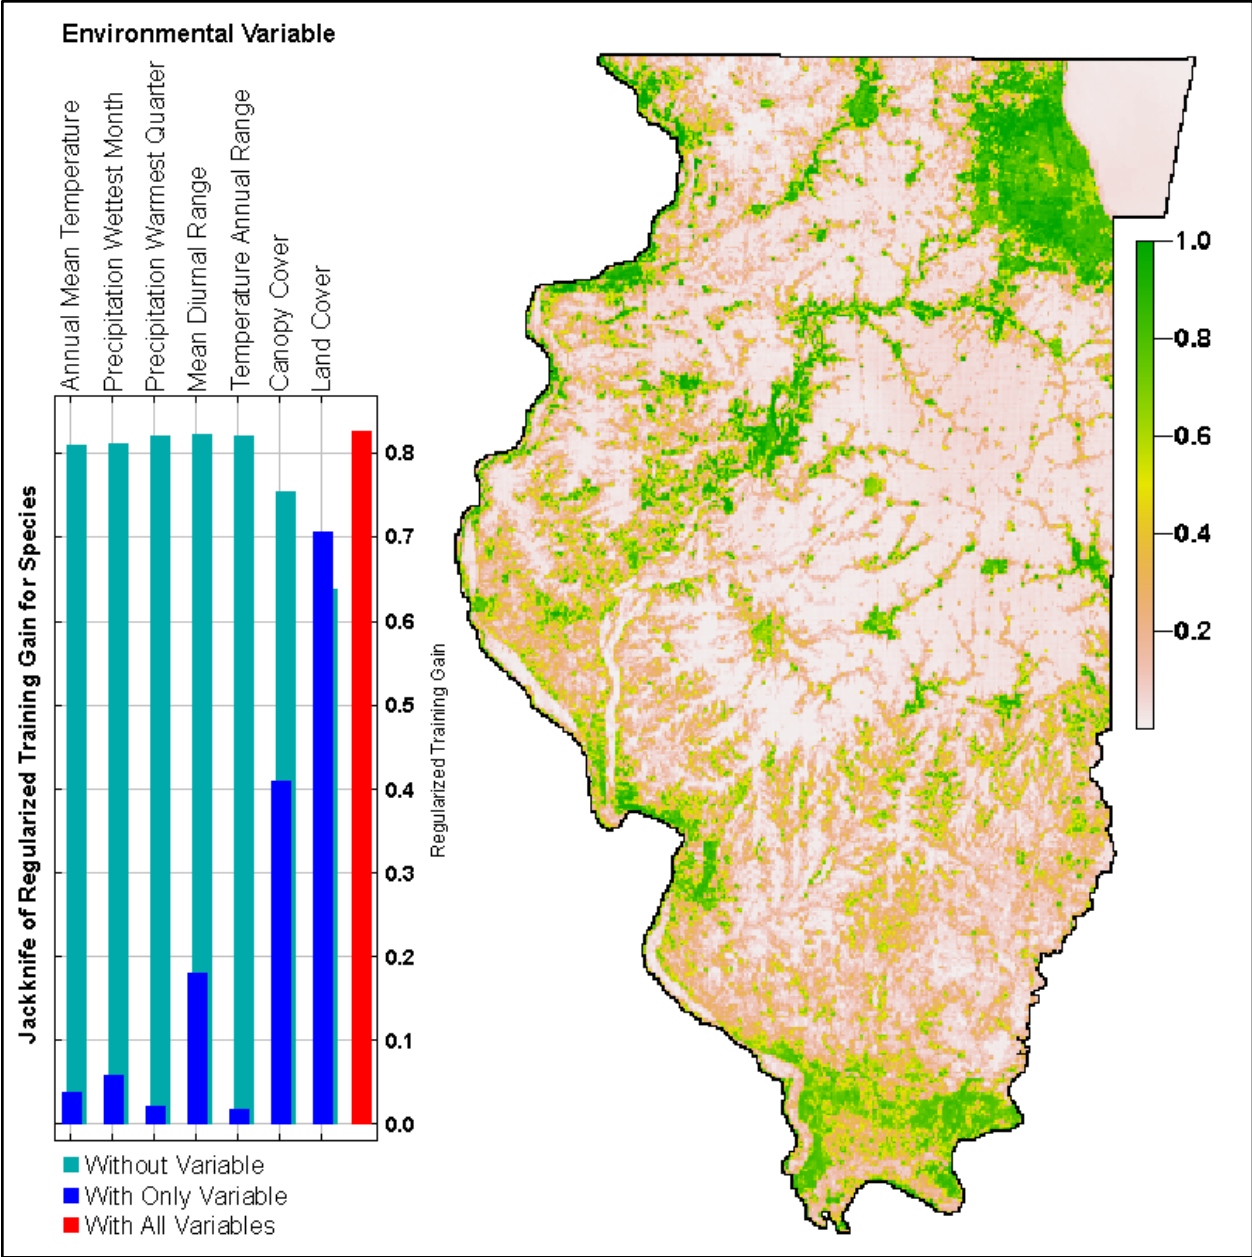 Environmental Variable
Annual Mean Temperature
Precipitation Wettest Month
Precipitation Warmest Quarter
Mean Diurnal Range
Temperature Annual Range
Canopy Cover
Land Cover
Jackknife of Regularized Training Gain for Species
0.8
0.7
0.6
0.5
0.4
0.3
0.2
0.1
0.0
Regularized Training Gain
Without Variable
With Only Variable
With All Variables
1.0
0.8
0.6
0.4
0.2